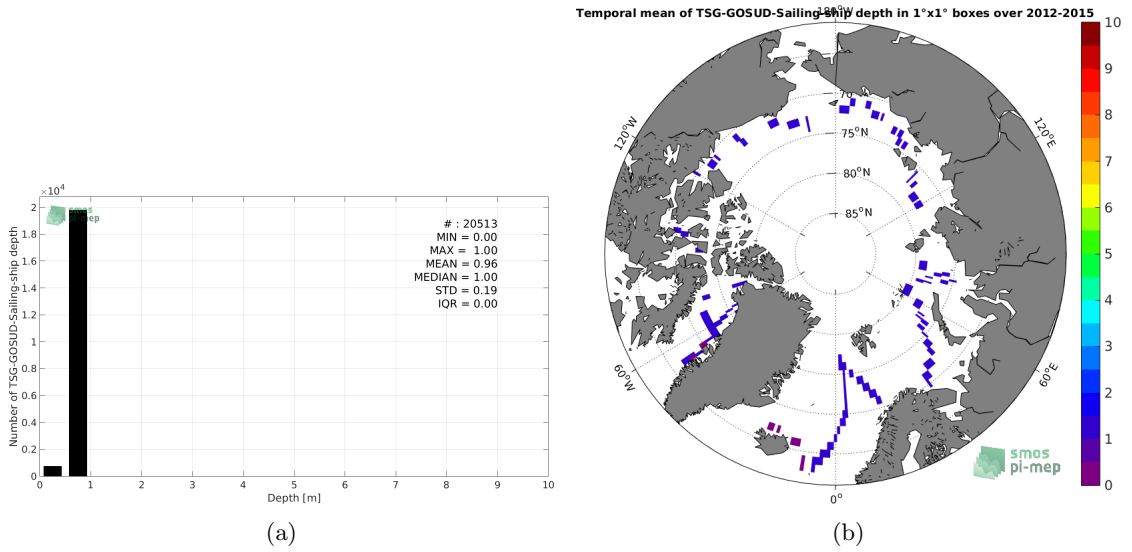 ×10⁴
smos
pi-mep
2
1.8
1.6
1.4
1.2
1
0.8
0.6
0.4
0.2
0
Number of TSG-GOSUD-Sailing-ship depth
# : 20513
MIN = 0.00
MAX = 1.00
MEAN = 0.96
MEDIAN = 1.00
STD = 0.19
IQR = 0.00
0 1 2 3 4 5 6 7 8 9 10
Depth [m]
(a)
Temporal mean of TSG-GOSUD-Sailing-ship depth in 1°x1° boxes over 2012-2015
180°W
120°W
120°E
70
75°N
80°N
85°N
60°W
60°E
0°
smos
pi-mep
10
9
8
7
6
5
4
3
2
1
0
(b)